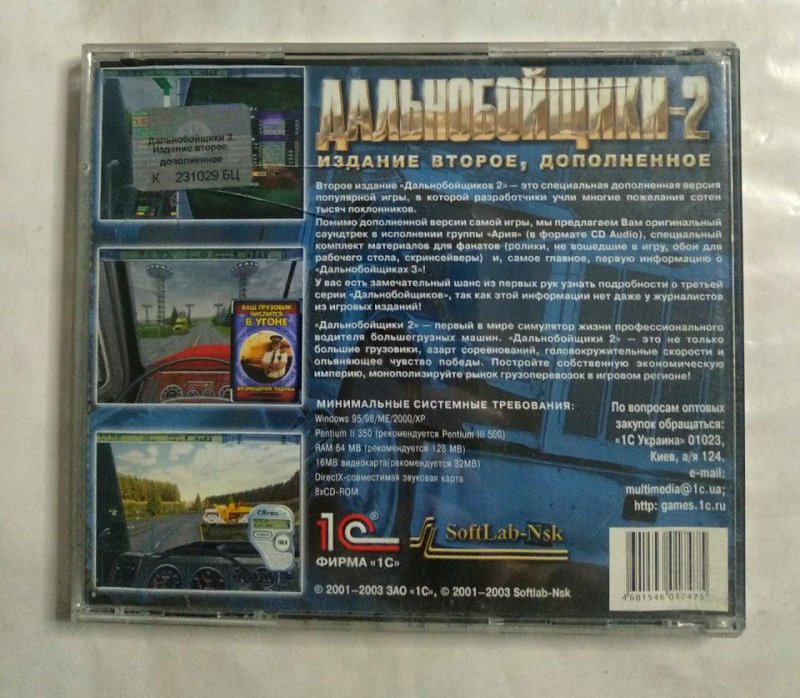 ДАЛЬНОБОЙЩИКИ-2
ИЗДАНИЕ ВТОРОЕ, ДОПОЛНЕННОЕ
Дальнобойщики 2.
Издание второе,
дополненное
К 231029 БЦ
Второе издание «Дальнобойщиков 2» — это специальная дополненная версия
популярной игры, в которой разработчики учли многие пожелания сотен
тысяч поклонников.
Помимо дополненной версии самой игры, мы предлагаем Вам оригинальный
саундтрек в исполнении группы «Ария» (в формате CD Audio), специальный
комплект материалов для фанатов (ролики, не вошедшие в игру, обои для
рабочего стола, скринсейверы) и, самое главное, первую информацию о
«Дальнобойщиках 3»!
У вас есть замечательный шанс из первых рук узнать подробности о третьей
серии «Дальнобойщиков», так как этой информации нет даже у журналистов
из игровых изданий!
«Дальнобойщики 2» — первый в мире симулятор жизни профессионального
водителя большегрузных машин. «Дальнобойщики 2» — это не только
большие грузовики, азарт соревнований, головокружительные скорости и
опьяняющее чувство победы. Постройте собственную экономическую
империю, монополизируйте рынок грузоперевозок в игровом регионе!
ВАШ ГРУЗОВИК
ЧИСЛИТСЯ
В УГОНЕ
ВОЗМЕЩЕНИЕ УЩЕРБА
МИНИМАЛЬНЫЕ СИСТЕМНЫЕ ТРЕБОВАНИЯ:
Windows 95/98/ME/2000/XP
Pentium II 350 (рекомендуется Pentium III 500)
RAM 64 MB (рекомендуется 128 MB)
16MB видеокарта(рекомендуется 32MB)
DirectX-совместимая звуковая карта
8xCD-ROM
По вопросам оптовых
закупок обращаться:
«1С Украина» 01023,
Киев, а/я 124.
e-mail:
multimedia@1c.ua;
http: games.1c.ru
CBradio
1С®
ФИРМА «1С»
SoftLab-Nsk
© 2001–2003 ЗАО «1С», © 2001–2003 Softlab-Nsk
4601546 017475